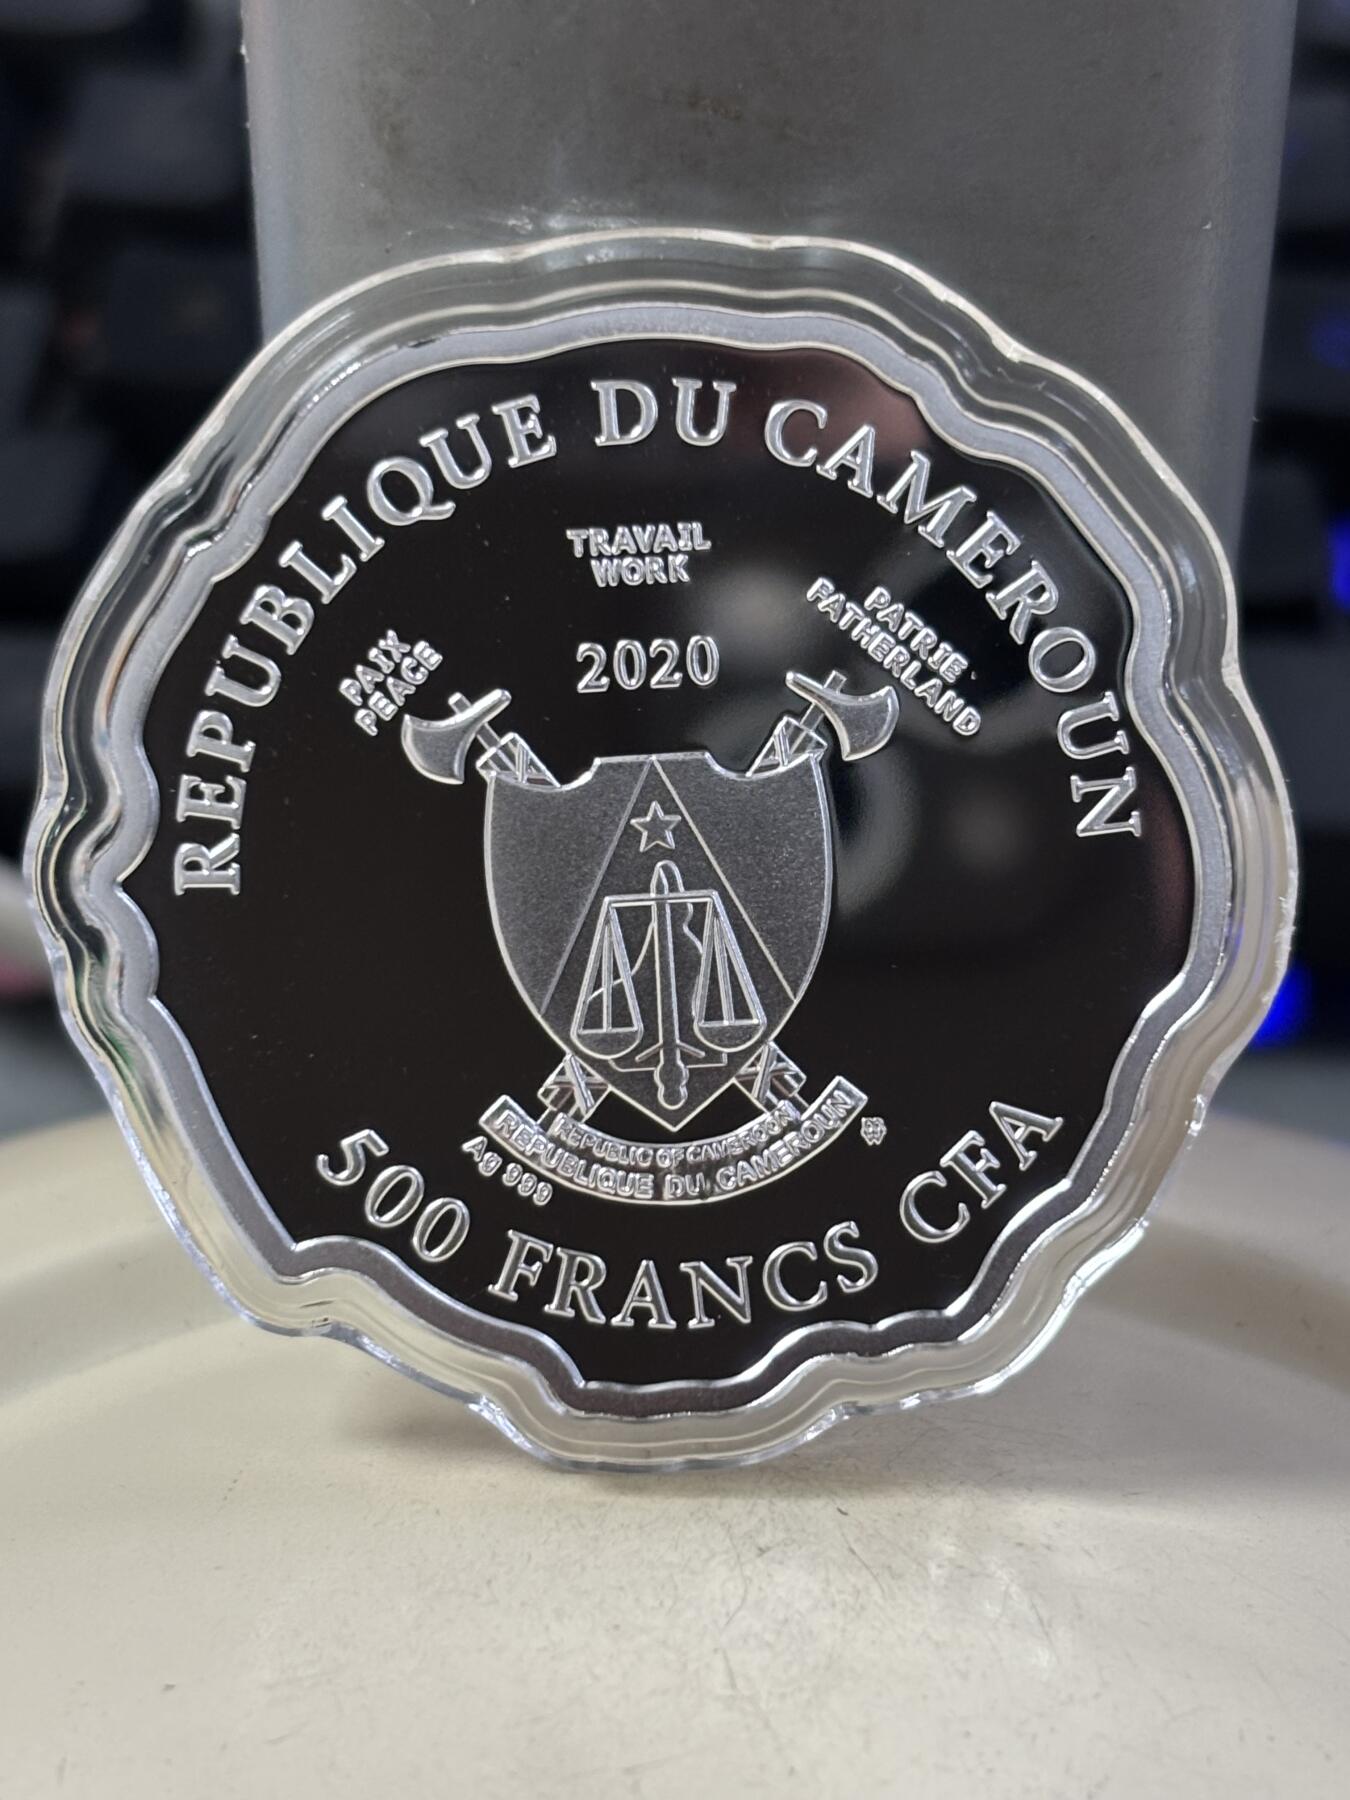 REPUBLIQUE DU CAMEROUN
TRAVAIL
WORK
PAIX
PEACE
PATRIE
FATHERLAND
2020
REPUBLIC OF CAMEROON
REPUBLIQUE DU CAMEROUN
Ag 999
500 FRANCS CFA